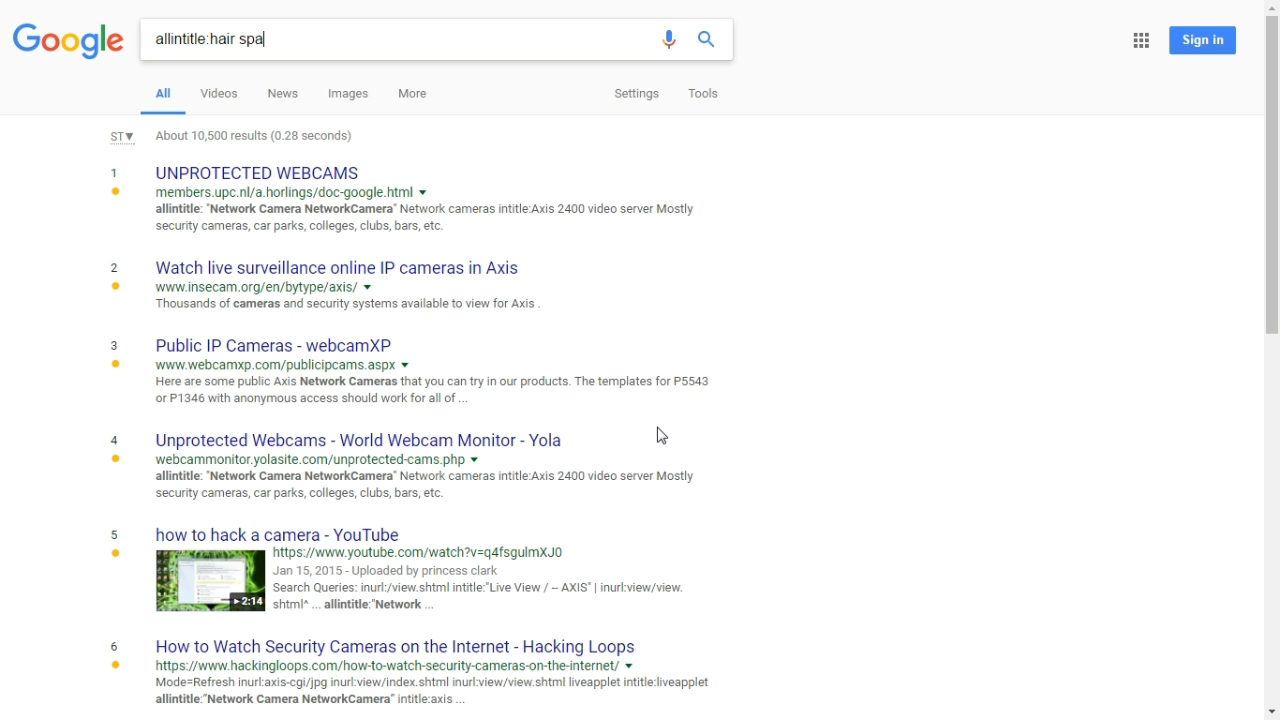 Google
allintitle:hair spa
Sign in
All Videos News Images More Settings Tools
ST▼ About 10,500 results (0.28 seconds)
1 UNPROTECTED WEBCAMS
members.upc.nl/a.horlings/doc-google.html
allintitle: "Network Camera NetworkCamera" Network cameras intitle:Axis 2400 video server Mostly
security cameras, car parks, colleges, clubs, bars, etc.
2 Watch live surveillance online IP cameras in Axis
www.insecam.org/en/bytype/axis/
Thousands of cameras and security systems available to view for Axis .
3 Public IP Cameras - webcamXP
www.webcamxp.com/publicipcams.aspx
Here are some public Axis Network Cameras that you can try in our products. The templates for P5543
or P1346 with anonymous access should work for all of ...
4 Unprotected Webcams - World Webcam Monitor - Yola
webcammonitor.yolasite.com/unprotected-cams.php
allintitle: "Network Camera NetworkCamera" Network cameras intitle:Axis 2400 video server Mostly
security cameras, car parks, colleges, clubs, bars, etc.
5 how to hack a camera - YouTube
https://www.youtube.com/watch?v=q4fsgulmXJ0
Jan 15, 2015 - Uploaded by princess clark
Search Queries: inurl:/view.shtml intitle:"Live View / -- AXIS" | inurl:view/view.
shtml^ ... allintitle:"Network ...
2:14
6 How to Watch Security Cameras on the Internet - Hacking Loops
https://www.hackingloops.com/how-to-watch-security-cameras-on-the-internet/
Mode=Refresh inurl:axis-cgi/jpg inurl:view/index.shtml inurl:view/view.shtml liveapplet intitle:liveapplet
allintitle:"Network Camera NetworkCamera" intitle:axis ...